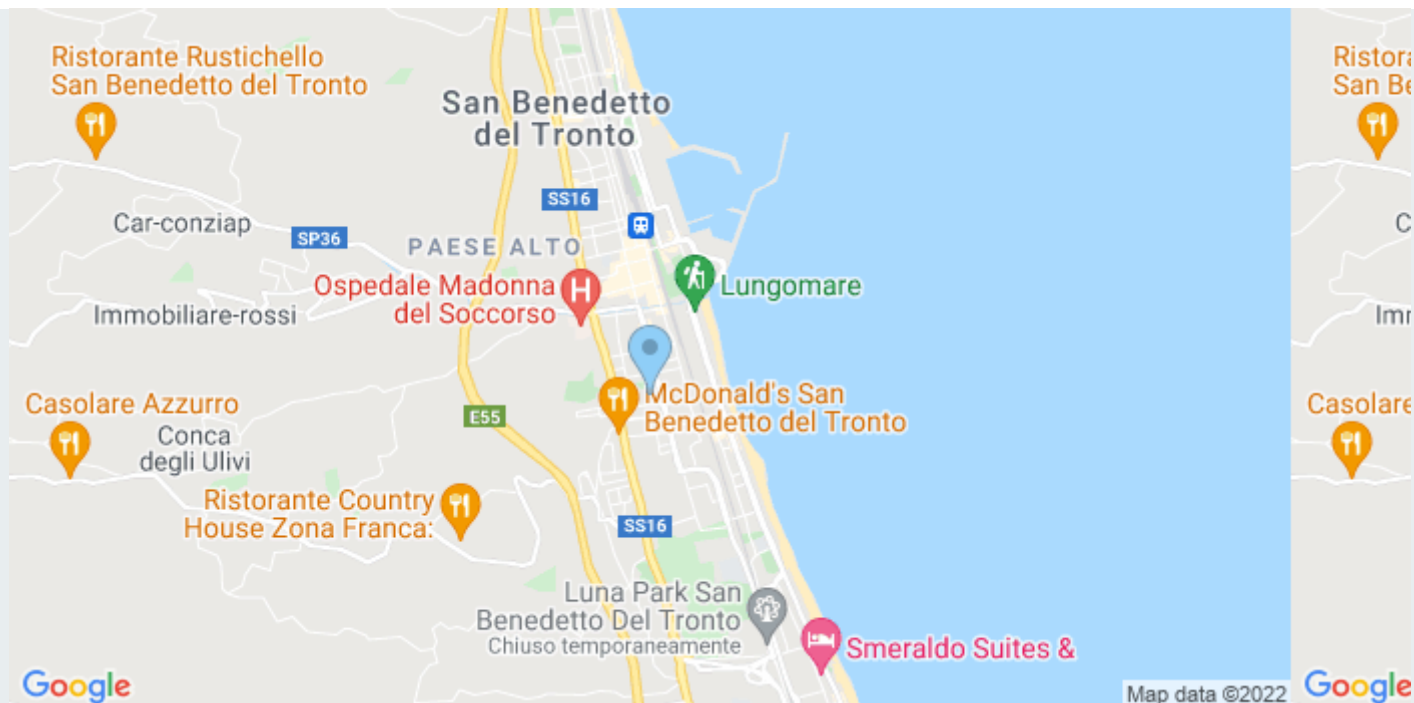 Ristorante Rustichello
San Benedetto del Tronto
San Benedetto
del Tronto
SS16
Car-conziap
SP36
PAESE ALTO
Ospedale Madonna
del Soccorso
H
Lungomare
Immobiliare-rossi
Casolare Azzurro
Conca
degli Ulivi
E55
McDonald's San
Benedetto del Tronto
Ristorante Country
House Zona Franca:
SS16
Luna Park San
Benedetto Del Tronto
Chiuso temporaneamente
Smeraldo Suites &
Google
Map data ©2022
Ristora
San Be
C
Imr
Casolare
Google